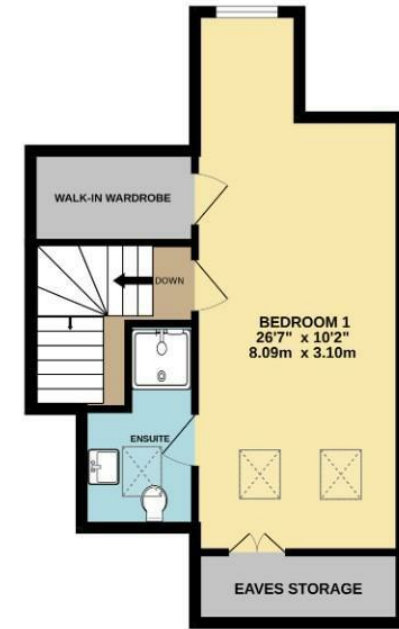 WALK-IN WARDROBE
DOWN
BEDROOM 1
26'7" x 10'2"
8.09m x 3.10m
ENSUITE
EAVES STORAGE